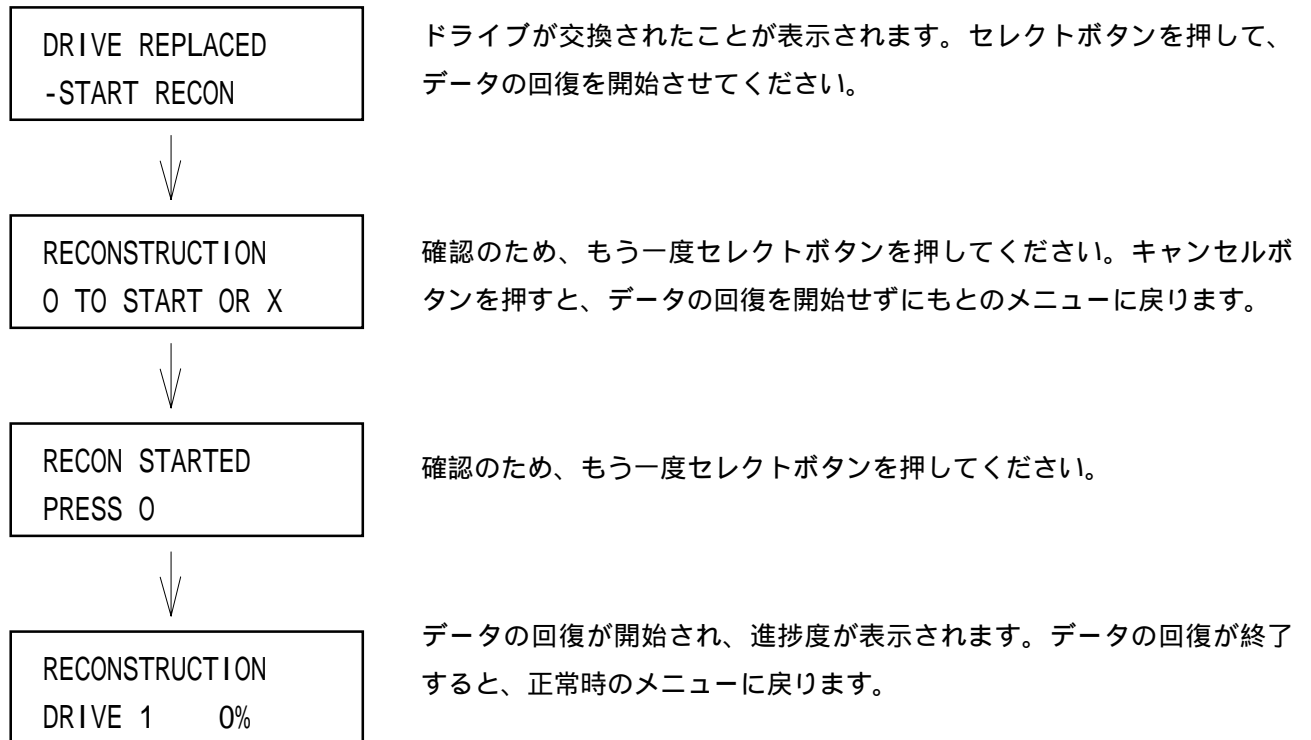 DRIVE REPLACED
-START RECON
ドライブが交換されたことが表示されます。セレクトボタンを押して、
データの回復を開始させてください。
RECONSTRUCTION
O TO START OR X
確認のため、もう一度セレクトボタンを押してください。キャンセルボ
タンを押すと、データの回復を開始せずにもとのメニューに戻ります。
RECON STARTED
PRESS O
確認のため、もう一度セレクトボタンを押してください。
RECONSTRUCTION
DRIVE 1 0%
データの回復が開始され、進捗度が表示されます。データの回復が終了
すると、正常時のメニューに戻ります。